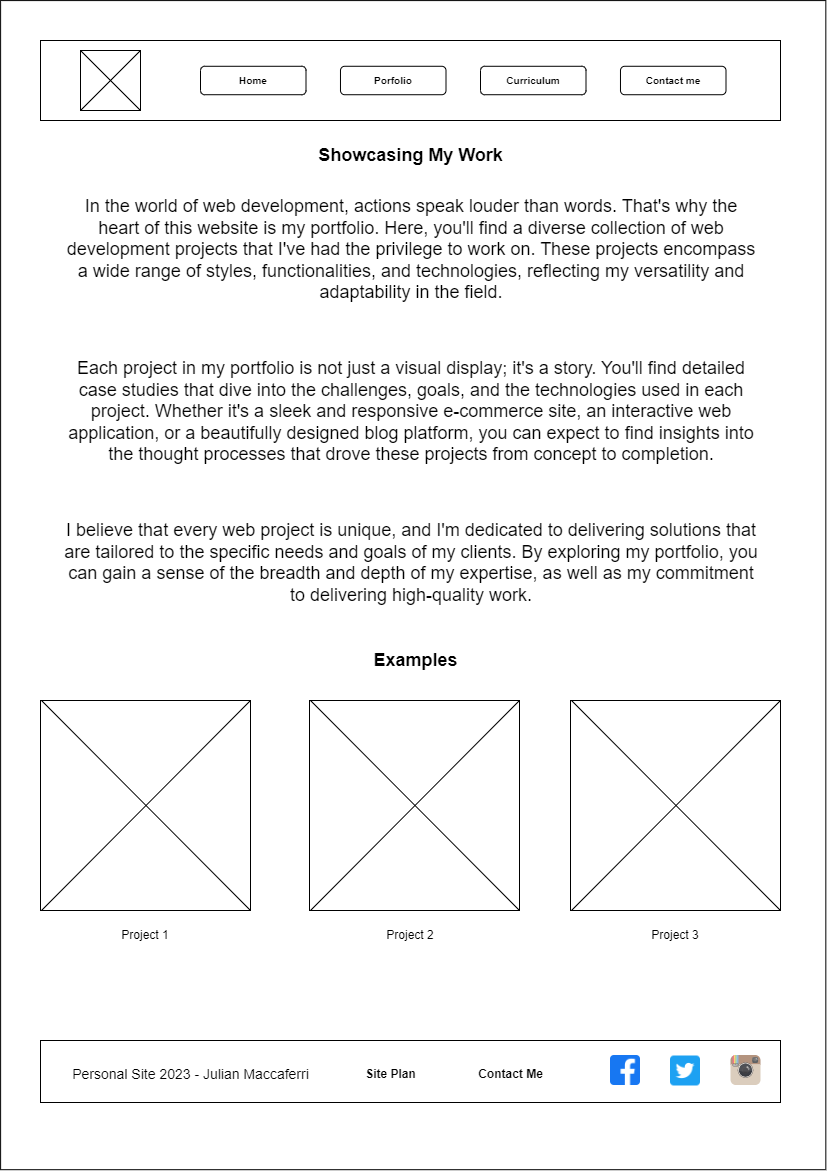 Home
Porfolio
Curriculum
Contact me
Showcasing My Work
In the world of web development, actions speak louder than words. That's why the
heart of this website is my portfolio. Here, you'll find a diverse collection of web
development projects that I've had the privilege to work on. These projects encompass
a wide range of styles, functionalities, and technologies, reflecting my versatility and
adaptability in the field.
Each project in my portfolio is not just a visual display; it's a story. You'll find detailed
case studies that dive into the challenges, goals, and the technologies used in each
project. Whether it's a sleek and responsive e-commerce site, an interactive web
application, or a beautifully designed blog platform, you can expect to find insights into
the thought processes that drove these projects from concept to completion.
I believe that every web project is unique, and I'm dedicated to delivering solutions that
are tailored to the specific needs and goals of my clients. By exploring my portfolio, you
can gain a sense of the breadth and depth of my expertise, as well as my commitment
to delivering high-quality work.
Examples
Project 1
Project 2
Project 3
Personal Site 2023 - Julian Maccaferri
Site Plan
Contact Me